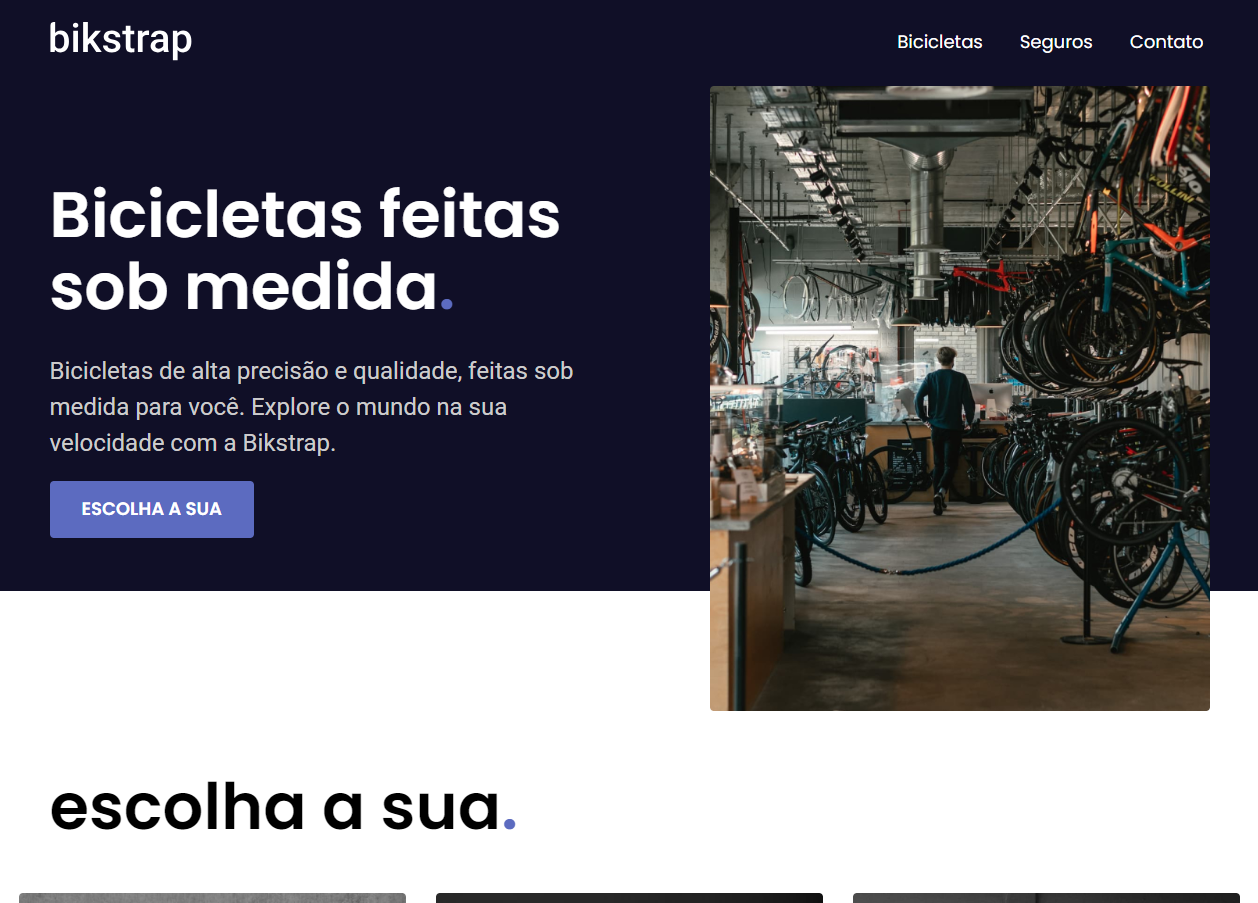 bikstrap
Bicicletas Seguros Contato
Bicicletas feitas
sob medida.
Bicicletas de alta precisão e qualidade, feitas sob
medida para você. Explore o mundo na sua
velocidade com a Bikstrap.
ESCOLHA A SUA
escolha a sua.